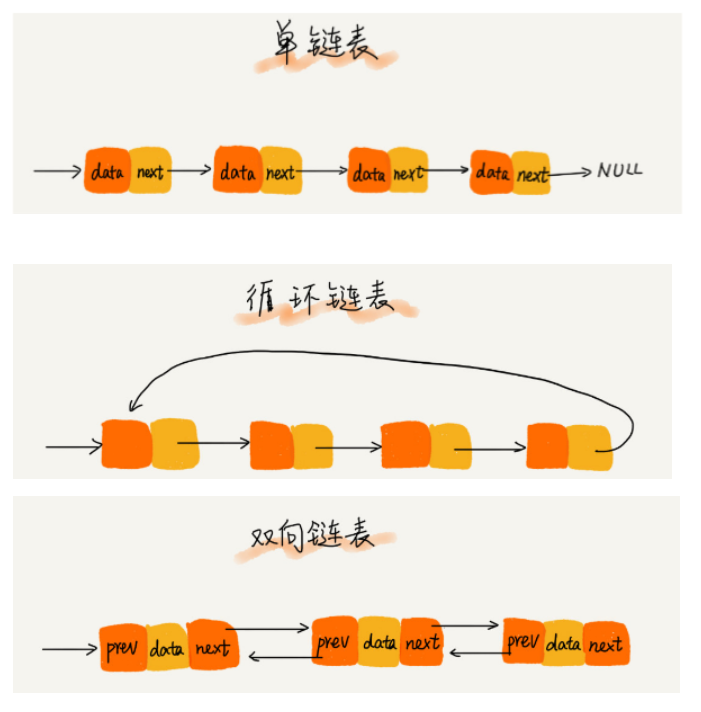 单链表
data next data next data next data next NULL
循环链表
双向链表
prev data next prev data next prev data next